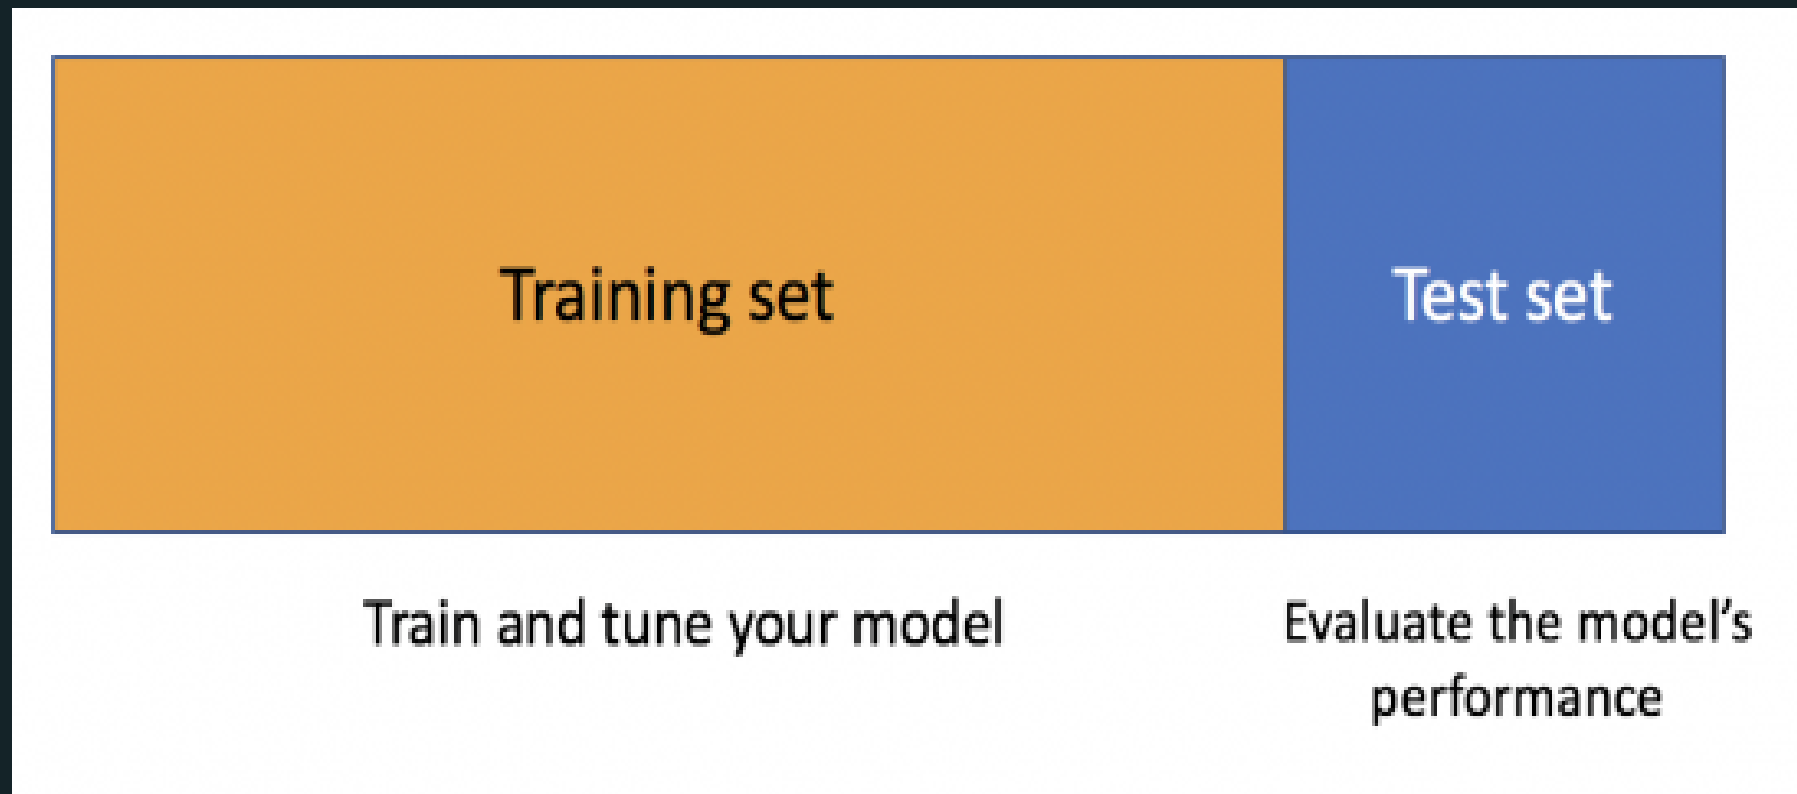 Training set
Test set
Train and tune your model
Evaluate the model’s
performance